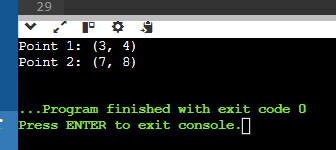 29
Point 1: (3, 4)
Point 2: (7, 8)
...Program finished with exit code 0
Press ENTER to exit console.